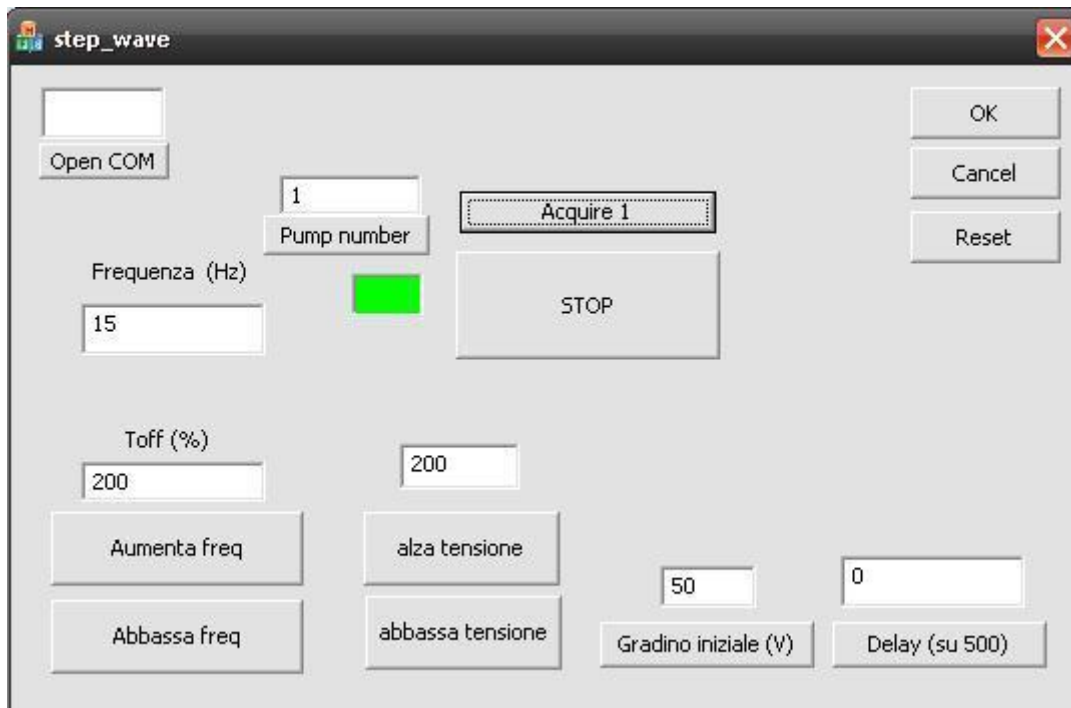 step_wave
Open COM
OK
Cancel
Reset
1
Pump number
Acquire 1
STOP
Frequenza (Hz)
15
Toff (%)
200
200
Aumenta freq
alza tensione
Abbassa freq
abbassa tensione
50
0
Gradino iniziale (V)
Delay (su 500)